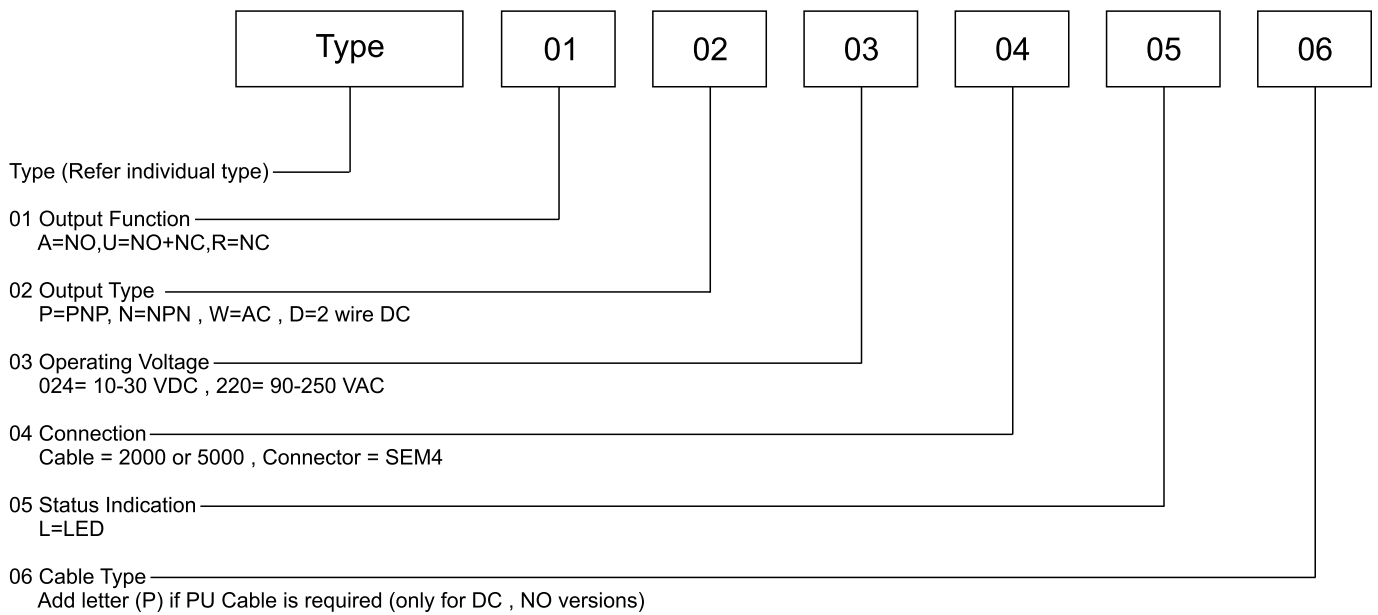 Type 01 02 03 04 05 06
Type (Refer individual type)
01 Output Function
A=NO,U=NO+NC,R=NC
02 Output Type
P=PNP, N=NPN , W=AC , D=2 wire DC
03 Operating Voltage
024= 10-30 VDC , 220= 90-250 VAC
04 Connection
Cable = 2000 or 5000 , Connector = SEM4
05 Status Indication
L=LED
06 Cable Type
Add letter (P) if PU Cable is required (only for DC , NO versions)